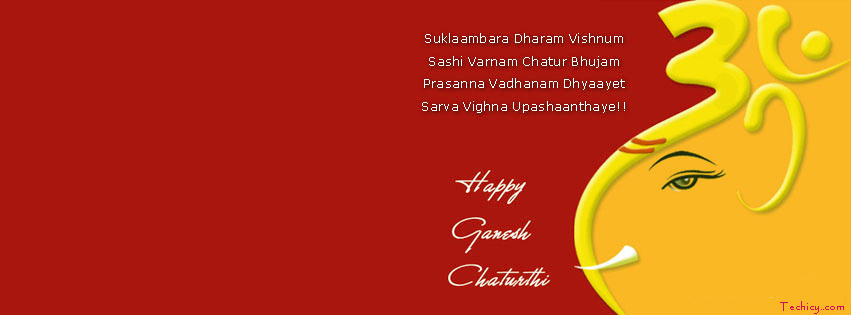 Suklaambara Dharam Vishnum
Sashi Varnam Chatur Bhujam
Prasanna Vadhanam Dhyaayet
Sarva Vighna Upashaanthaye!!
Happy
Ganesh
Chaturthi
Techicy.com